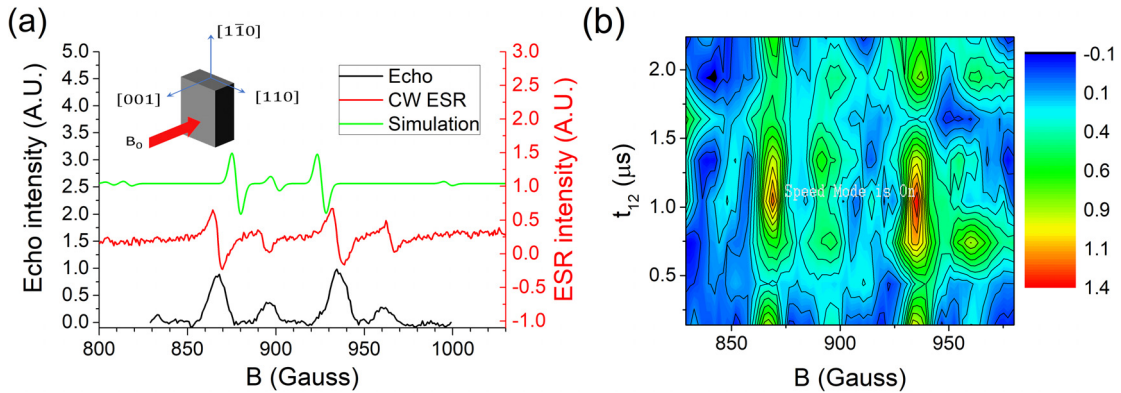 (a)
[11̅0]
[001]
[110]
B₀
Echo
CW ESR
Simulation
5.0
4.5
4.0
3.5
3.0
2.5
2.0
1.5
1.0
0.5
0.0
Echo intensity (A.U.)
3.0
2.5
2.0
1.5
1.0
0.5
0.0
-0.5
-1.0
ESR intensity (A.U.)
800 850 900 950 1000
B (Gauss)
(b)
2.0
1.5
1.0
0.5
t₁₂ (μs)
Speed Mode is On
850 900 950
B (Gauss)
-0.1
0.1
0.4
0.6
0.9
1.1
1.4